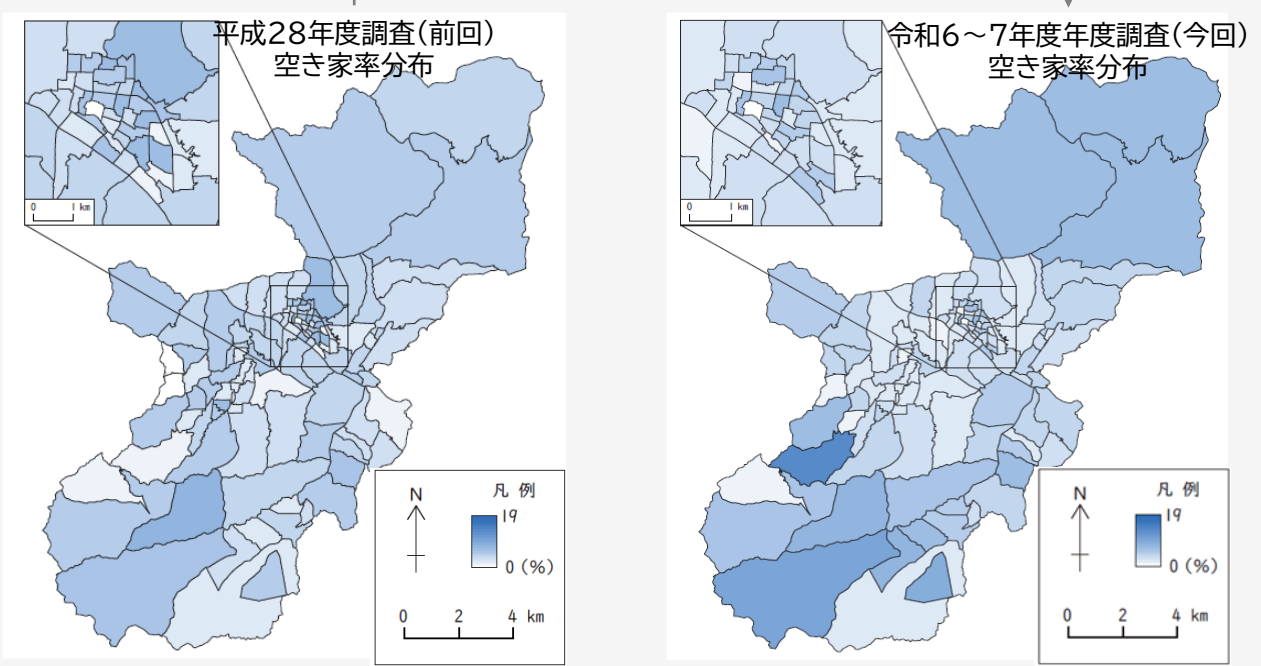 平成28年度調査(前回)
空き家率分布
0 1 km
N
凡 例
19
0 (%)
0 2 4 km
令和6～7年度年度調査(今回)
空き家率分布
0 1 km
N
凡 例
19
0 (%)
0 2 4 km